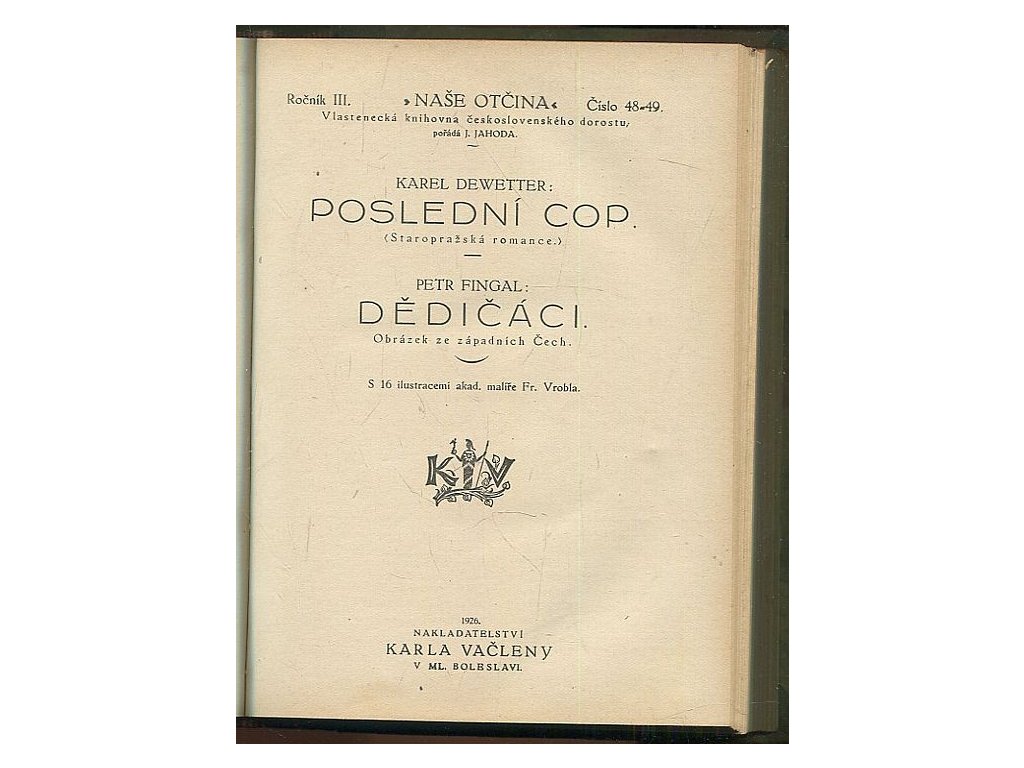 Ročník III. »NAŠE OTČINA« Číslo 48-49.
Vlastenecká knihovna československého dorostu,
pořádá J. JAHODA.
KAREL DEWETTER:
POSLEDNÍ COP.
(Staropražská romance.)
PETR FINGAL:
DĚDIČÁCI.
Obrázek ze západních Čech.
S 16 ilustracemi akad. malíře Fr. Vrobla.
K V
1926.
NAKLADATELSTVÍ
KARLA VAČLENY
V ML. BOLESLAVI.